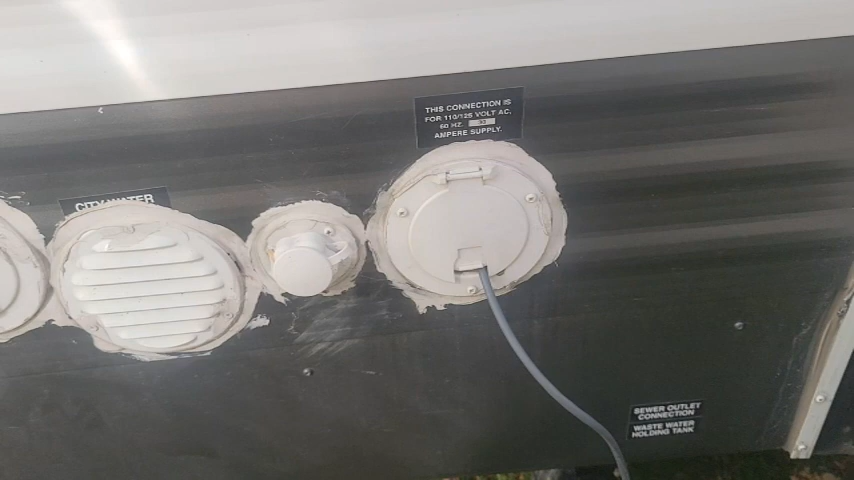 THIS CONNECTION IS
FOR 110/125 VOLT AC,
60 HZ. 30
AMPERE SUPPLY.
CITY WATER
SEWER OUTLET
CONNECTION
WASTE WATER
HOLDING TANK